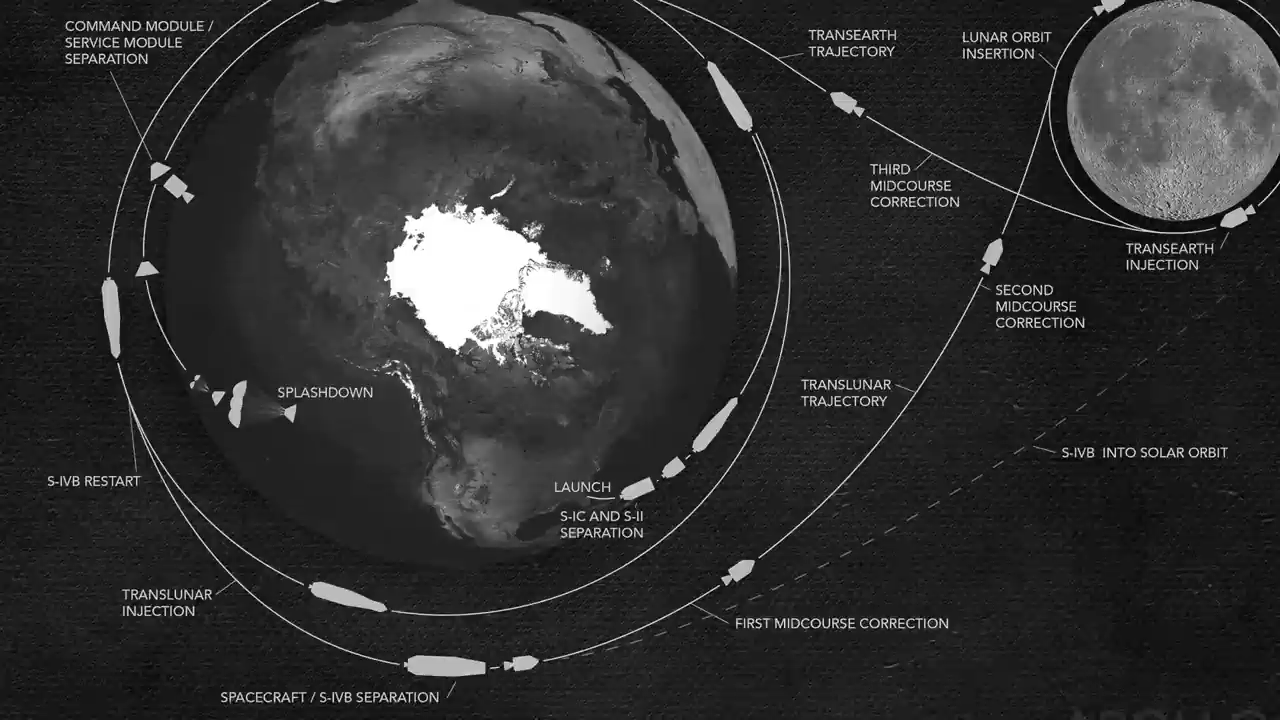 COMMAND MODULE /
SERVICE MODULE
SEPARATION
TRANSEARTH
TRAJECTORY
LUNAR ORBIT
INSERTION
THIRD
MIDCOURSE
CORRECTION
TRANSEARTH
INJECTION
SECOND
MIDCOURSE
CORRECTION
SPLASHDOWN
TRANSLUNAR
TRAJECTORY
S-IVB INTO SOLAR ORBIT
S-IVB RESTART
LAUNCH
S-IC AND S-II
SEPARATION
TRANSLUNAR
INJECTION
FIRST MIDCOURSE CORRECTION
SPACECRAFT / S-IVB SEPARATION